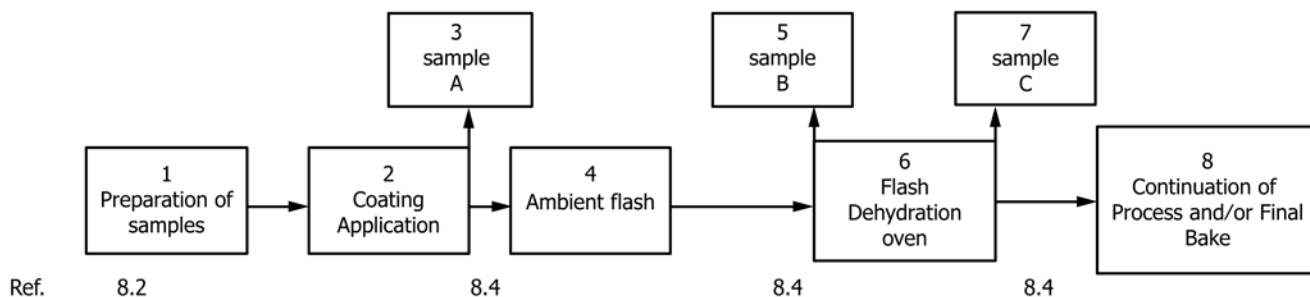 3
sample
A
5
sample
B
7
sample
C
1
Preparation of
samples
2
Coating
Application
4
Ambient flash
6
Flash
Dehydration
oven
8
Continuation of
Process and/or Final
Bake
Ref. 8.2 8.4 8.4 8.4